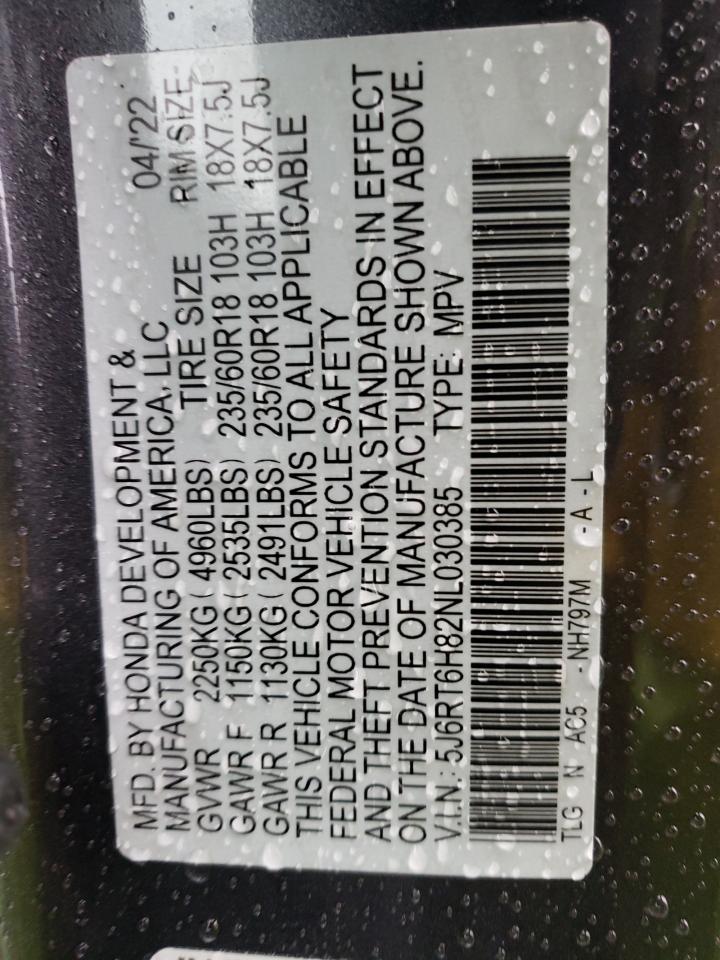 MFD. BY HONDA DEVELOPMENT & 04/'22
MANUFACTURING OF AMERICA, LLC
GVWR 2250KG ( 4960LBS) TIRE SIZE RIM SIZE
GAWR F 1150KG ( 2535LBS) 235/60R18 103H 18X7.5J
GAWR R 1130KG ( 2491LBS) 235/60R18 103H 18X7.5J
THIS VEHICLE CONFORMS TO ALL APPLICABLE
FEDERAL MOTOR VEHICLE SAFETY
AND THEFT PREVENTION STANDARDS IN EFFECT
ON THE DATE OF MANUFACTURE SHOWN ABOVE.
V.I.N.: 5J6RT6H82NL030385 TYPE: MPV
TLG N AC5 - NH797M - A - L